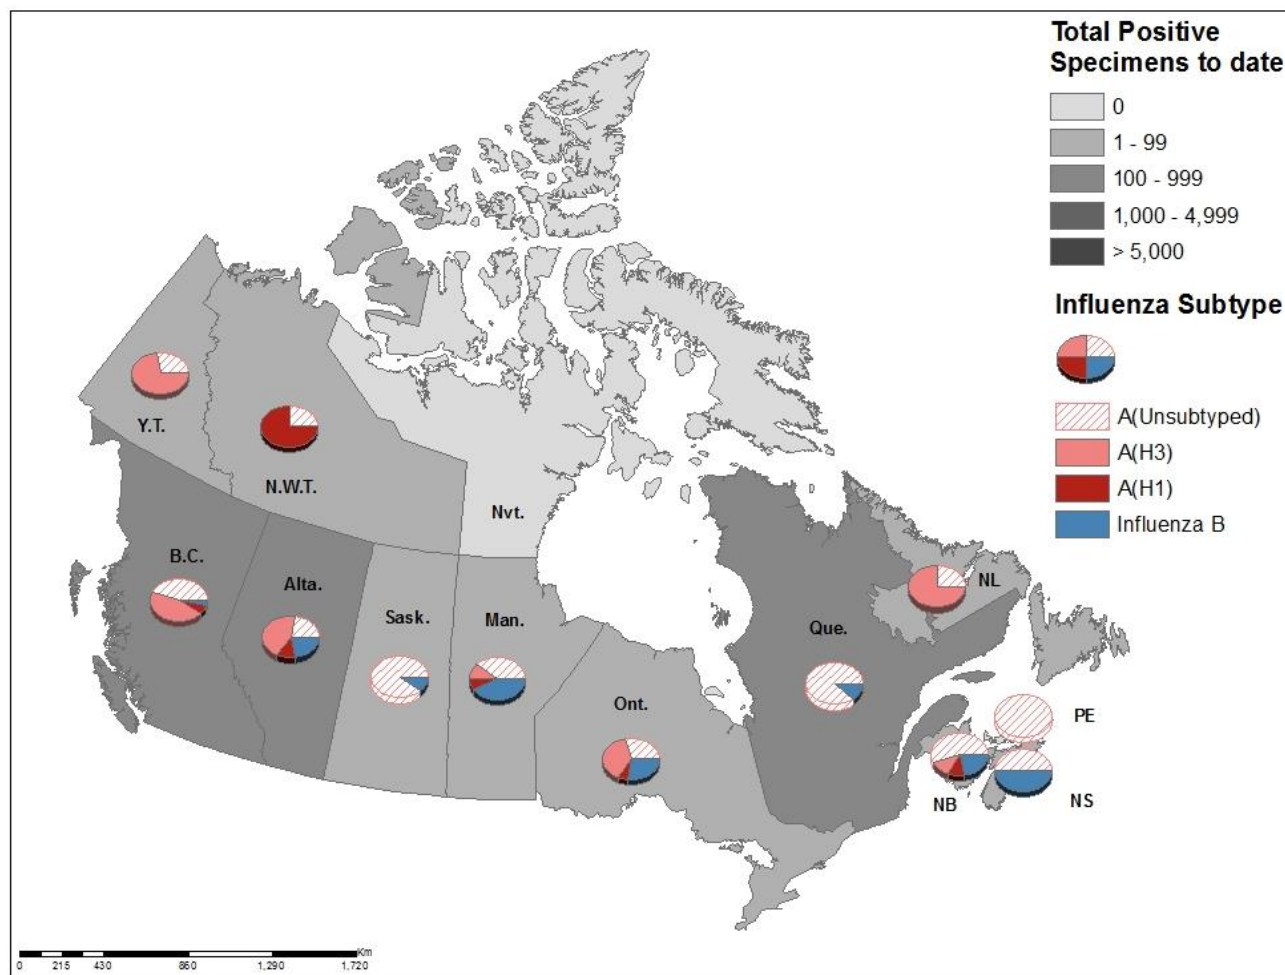 Total Positive
Specimens to date
0
1 - 99
100 - 999
1,000 - 4,999
> 5,000
Influenza Subtype
A(Unsubtyped)
A(H3)
A(H1)
Influenza B
Y.T.
N.W.T.
Nvt.
B.C.
Alta.
Sask.
Man.
Ont.
Que.
NL
PE
NB
NS
Km
0 215 430 860 1,290 1,720